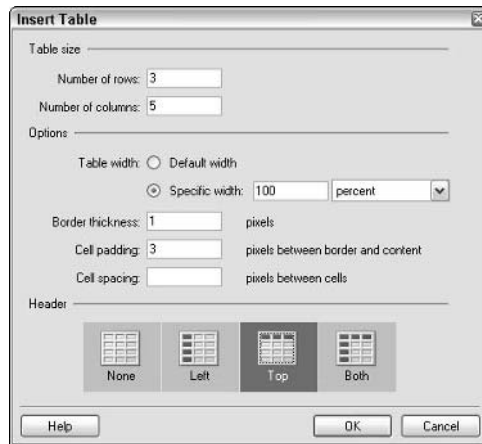 Insert Table
Table size
Number of rows: 3
Number of columns: 5
Options
Table width: Default width
Specific width: 100 percent
Border thickness: 1 pixels
Cell padding: 3 pixels between border and content
Cell spacing: pixels between cells
Header
None Left Top Both
Help OK Cancel